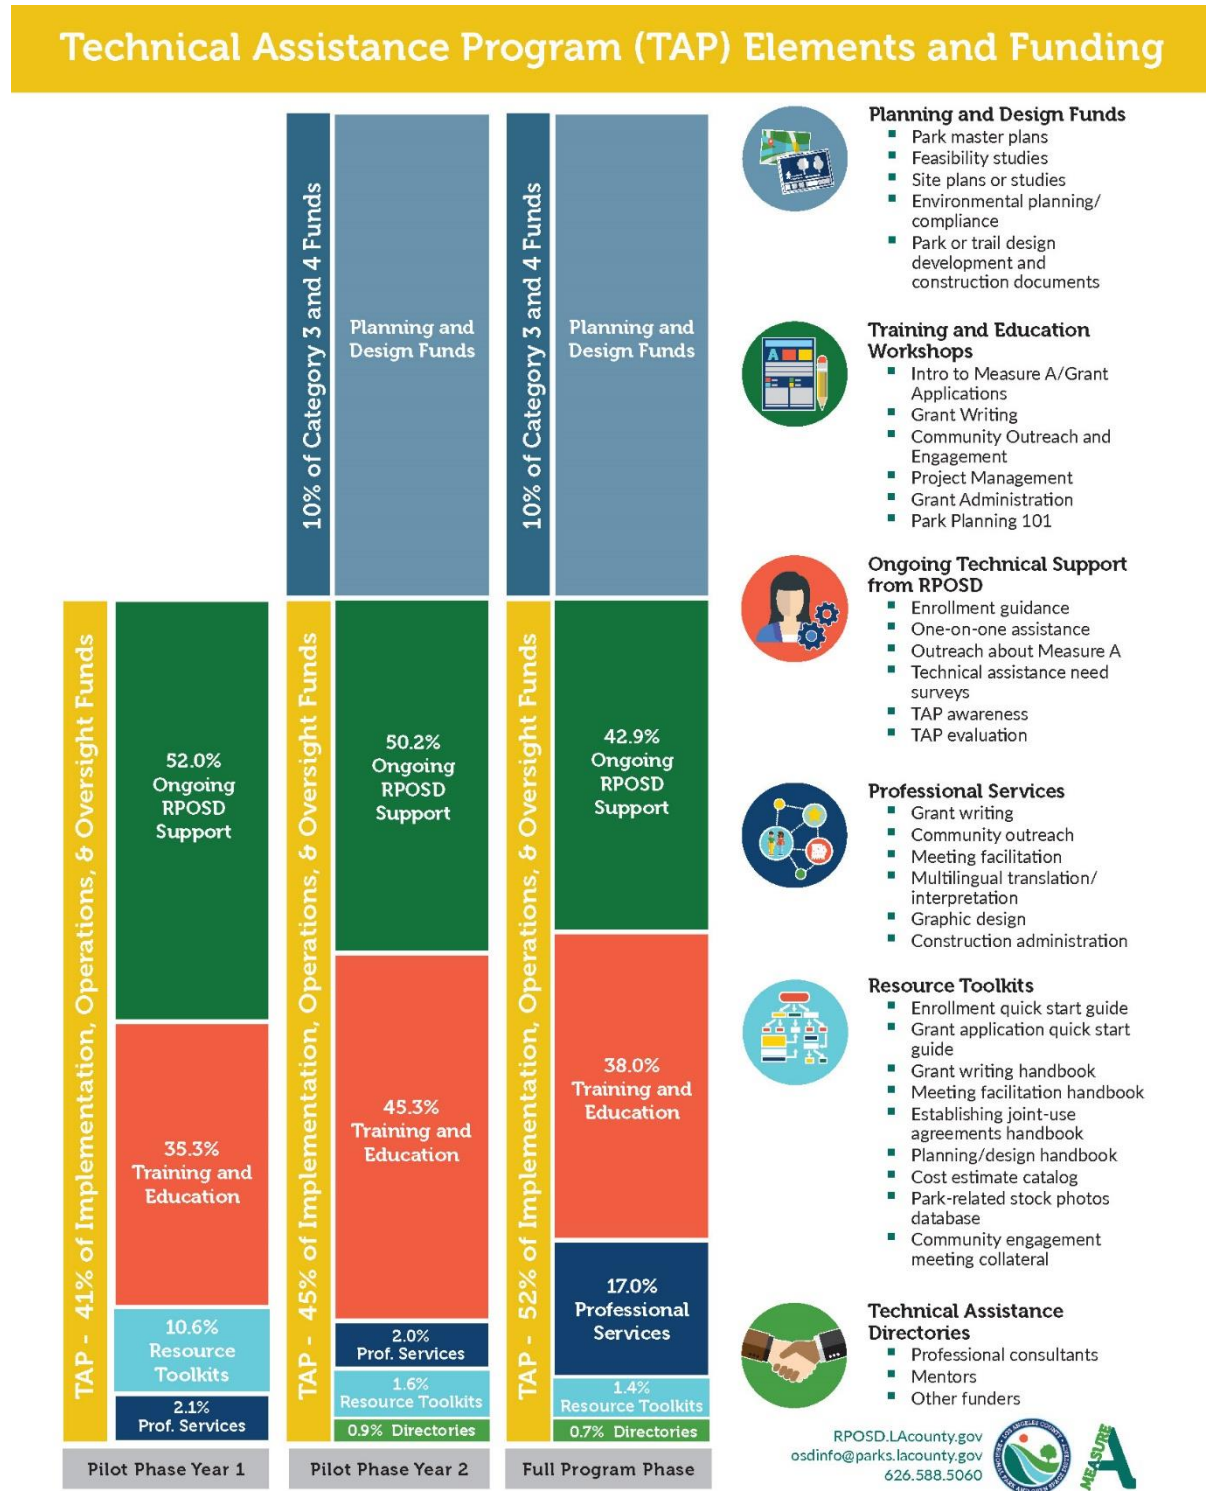 Technical Assistance Program (TAP) Elements and Funding
TAP - 41% of Implementation, Operations, & Oversight Funds
52.0%
Ongoing
RPOSD
Support
35.3%
Training and
Education
10.6%
Resource
Toolkits
2.1%
Prof. Services
Pilot Phase Year 1
10% of Category 3 and 4 Funds
Planning and
Design Funds
TAP - 45% of Implementation, Operations, & Oversight Funds
50.2%
Ongoing
RPOSD
Support
45.3%
Training and
Education
2.0%
Prof. Services
1.6%
Resource Toolkits
0.9% Directories
Pilot Phase Year 2
10% of Category 3 and 4 Funds
Planning and
Design Funds
TAP - 52% of Implementation, Operations, & Oversight Funds
42.9%
Ongoing
RPOSD
Support
38.0%
Training and
Education
17.0%
Professional
Services
1.4%
Resource Toolkits
0.7% Directories
Full Program Phase
Planning and Design Funds
Park master plans
Feasibility studies
Site plans or studies
Environmental planning/
compliance
Park or trail design
development and
construction documents
A
Training and Education
Workshops
Intro to Measure A/Grant
Applications
Grant Writing
Community Outreach and
Engagement
Project Management
Grant Administration
Park Planning 101
Ongoing Technical Support
from RPOSD
Enrollment guidance
One-on-one assistance
Outreach about Measure A
Technical assistance need
surveys
TAP awareness
TAP evaluation
Professional Services
Grant writing
Community outreach
Meeting facilitation
Multilingual translation/
interpretation
Graphic design
Construction administration
Resource Toolkits
Enrollment quick start guide
Grant application quick start
guide
Grant writing handbook
Meeting facilitation handbook
Establishing joint-use
agreements handbook
Planning/design handbook
Cost estimate catalog
Park-related stock photos
database
Community engagement
meeting collateral
Technical Assistance
Directories
Professional consultants
Mentors
Other funders
RPOSD.LAcounty.gov
osdinfo@parks.lacounty.gov
626.588.5060
MEASURE
A